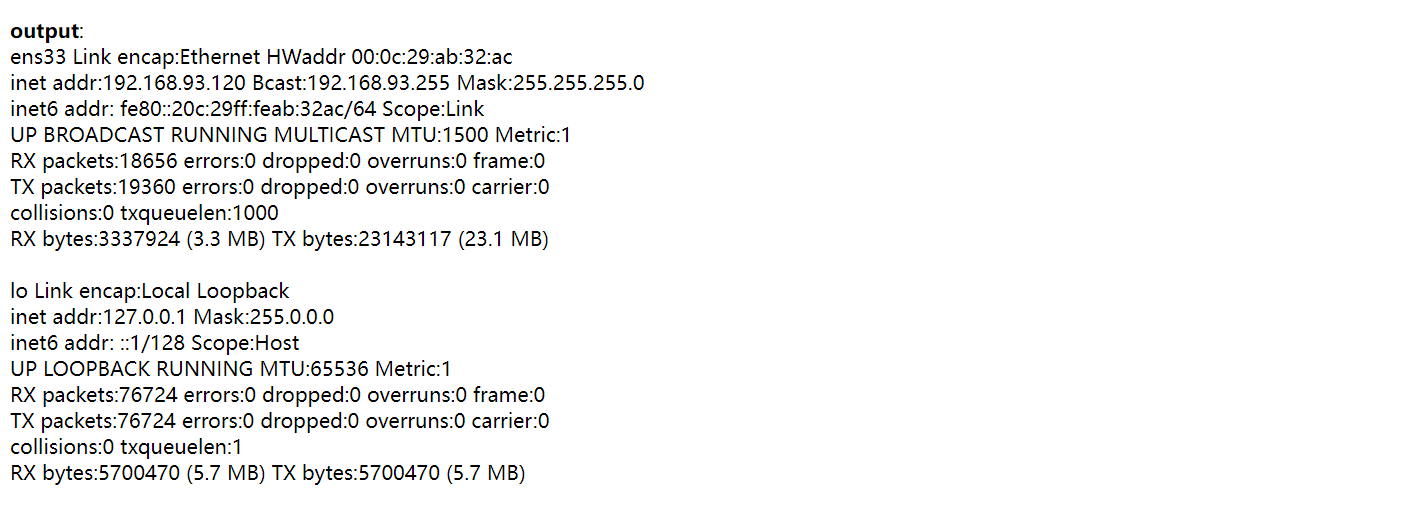 output:
ens33 Link encap:Ethernet HWaddr 00:0c:29:ab:32:ac
inet addr:192.168.93.120 Bcast:192.168.93.255 Mask:255.255.255.0
inet6 addr: fe80::20c:29ff:feab:32ac/64 Scope:Link
UP BROADCAST RUNNING MULTICAST MTU:1500 Metric:1
RX packets:18656 errors:0 dropped:0 overruns:0 frame:0
TX packets:19360 errors:0 dropped:0 overruns:0 carrier:0
collisions:0 txqueuelen:1000
RX bytes:3337924 (3.3 MB) TX bytes:23143117 (23.1 MB)
lo Link encap:Local Loopback
inet addr:127.0.0.1 Mask:255.0.0.0
inet6 addr: ::1/128 Scope:Host
UP LOOPBACK RUNNING MTU:65536 Metric:1
RX packets:76724 errors:0 dropped:0 overruns:0 frame:0
TX packets:76724 errors:0 dropped:0 overruns:0 carrier:0
collisions:0 txqueuelen:1
RX bytes:5700470 (5.7 MB) TX bytes:5700470 (5.7 MB)